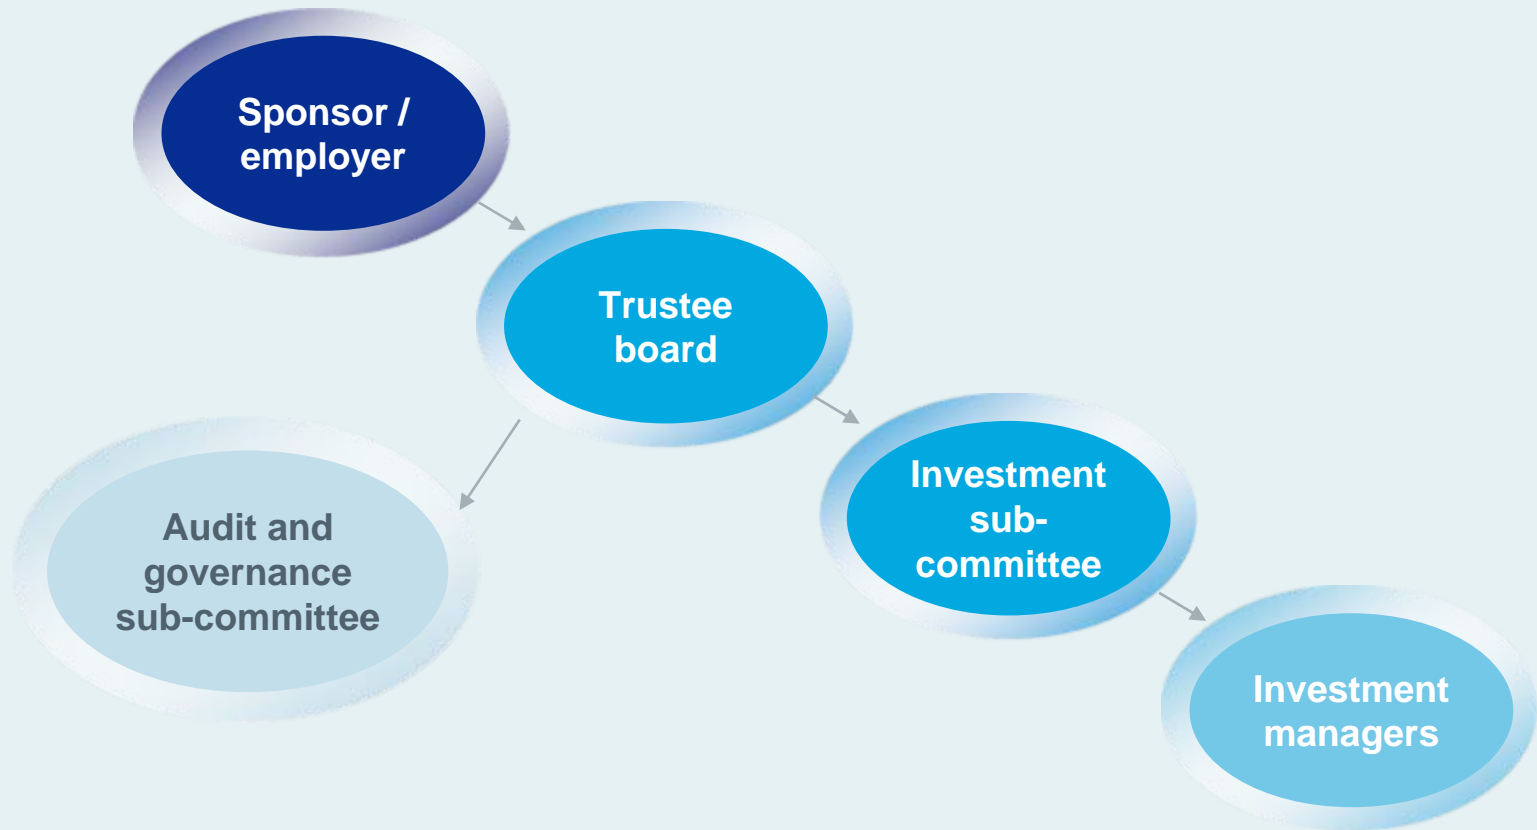 Sponsor /
employer
Trustee
board
Investment
sub-
committee
Audit and
governance
sub-committee
Investment
managers